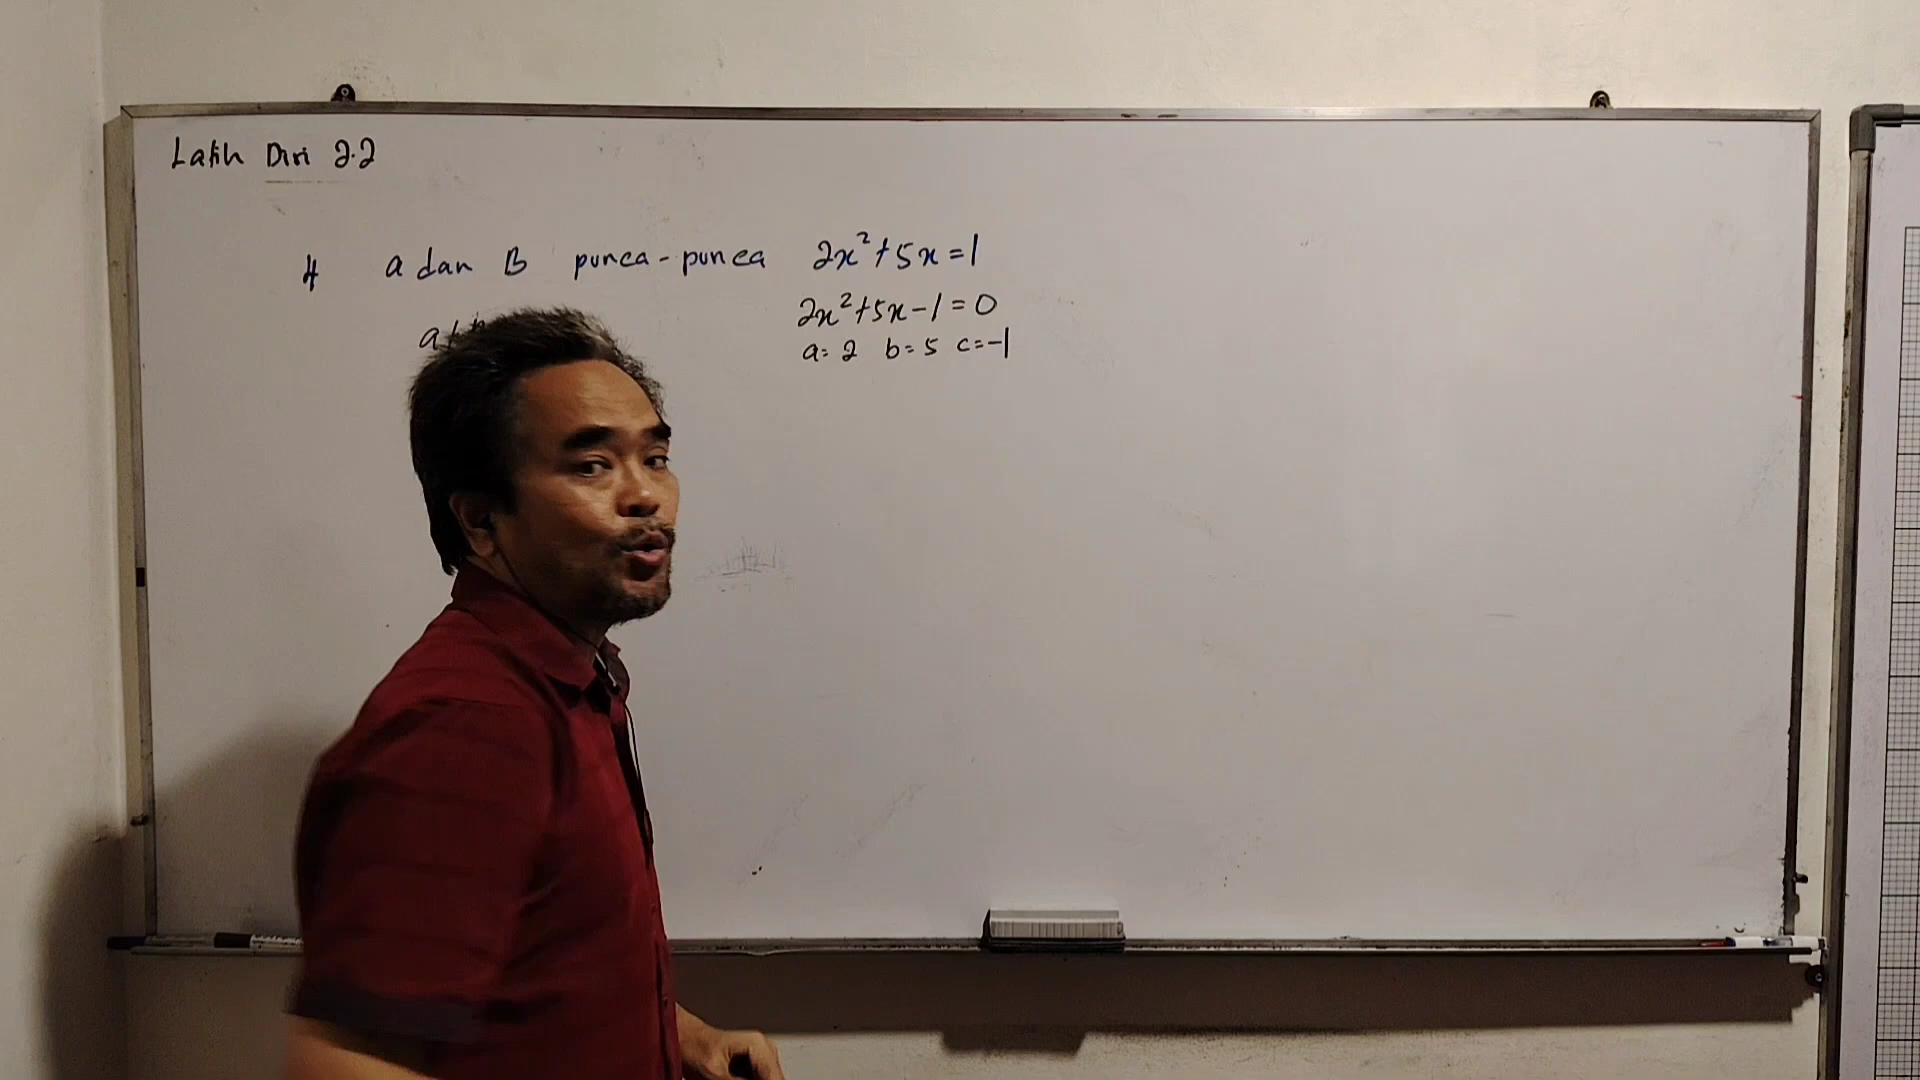 Latih Diri 2.2
4 α dan β punca-punca 2x²+5x=1
2x²+5x-1=0
a=2 b=5 c=-1